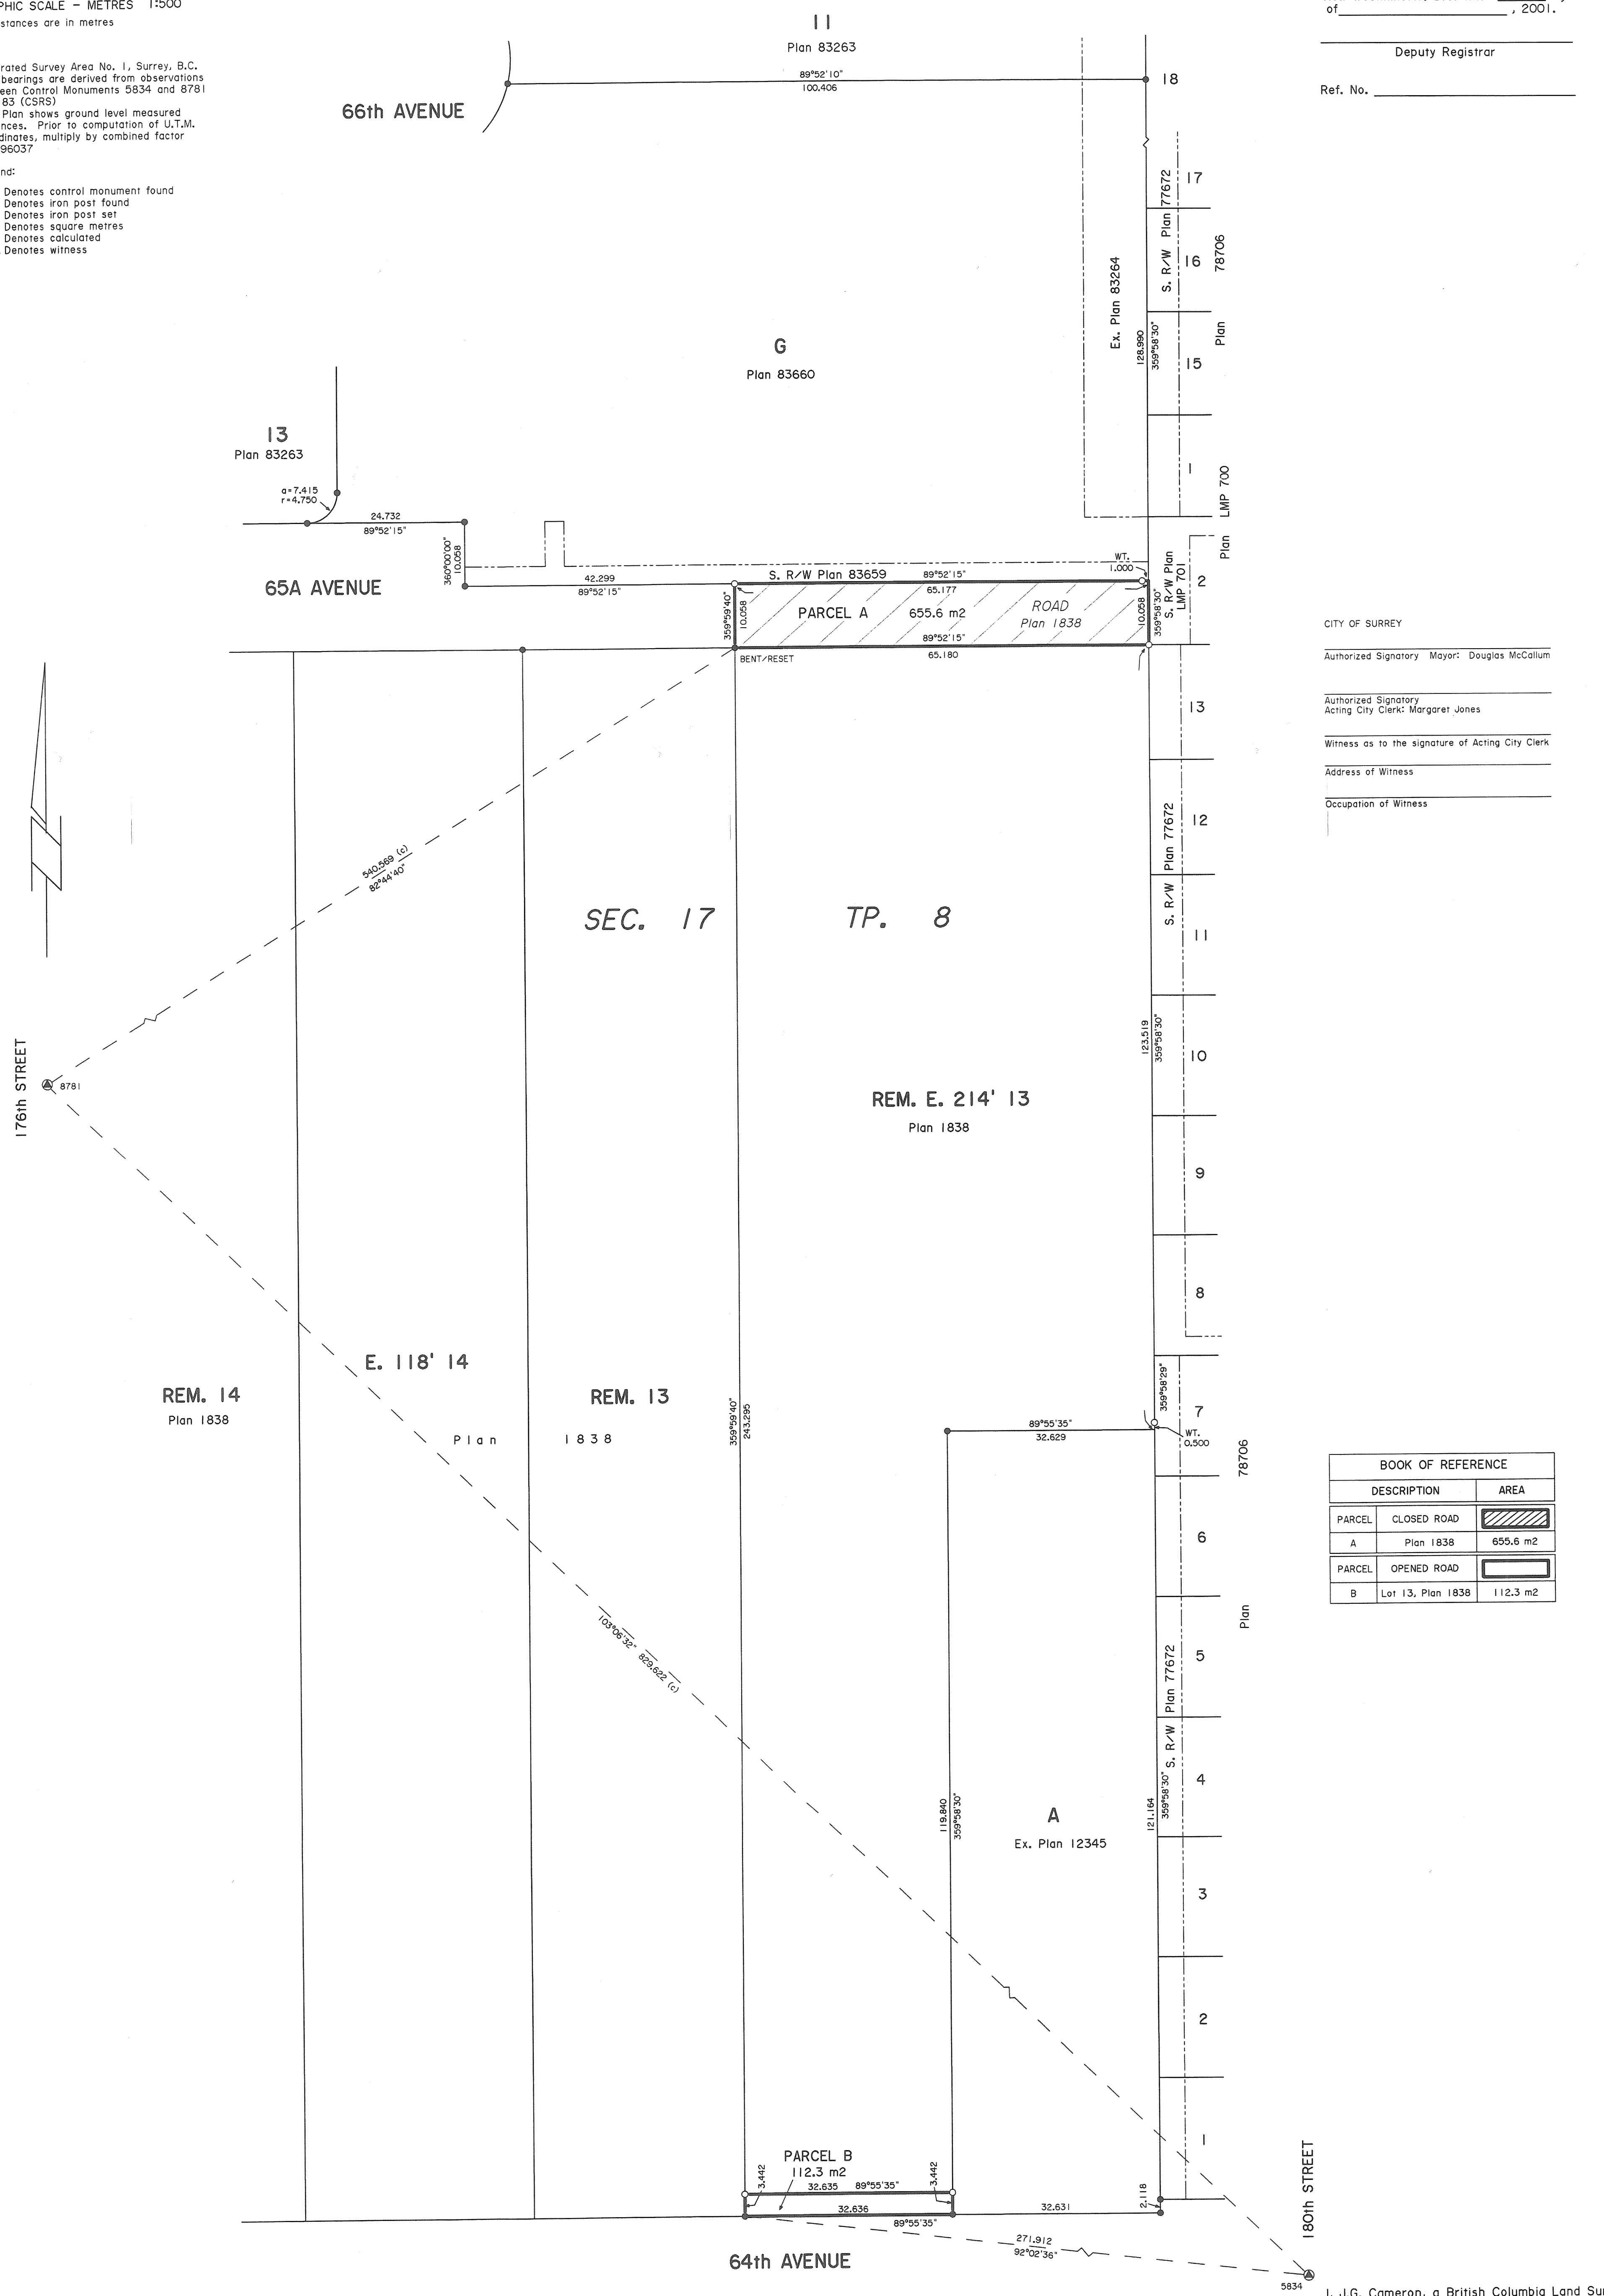 PHIC SCALE - METRES 1:500
stances are in metres
rated Survey Area No. 1, Surrey, B.C.
bearings are derived from observations
een Control Monuments 5834 and 8781
83 (CSRS)
Plan shows ground level measured
nces. Prior to computation of U.T.M.
dinates, multiply by combined factor
96037
nd:
Denotes control monument found
Denotes iron post found
Denotes iron post set
Denotes square metres
Denotes calculated
Denotes witness
of , 2001.
Deputy Registrar
Ref. No.
11
Plan 83263
89°52'10"
100.406
18
66th AVENUE
17
S. R/W Plan 77672
16
78706
Plan
Ex. Plan 83264
128.990
359°58'30"
15
1
G
Plan 83660
13
Plan 83263
a=7.415
r=4.750
24.732
89°52'15"
360°00'00"
10.058
65A AVENUE
42.299
89°52'15"
S. R/W Plan 83659
89°52'15"
65.177
WT.
1.000
LMP 700
Plan
S. R/W Plan
LMP 701
2
359°59'40"
10.058
PARCEL A 655.6 m2
ROAD
Plan 1838
10.058
359°58'30"
89°52'15"
65.180
BENT/RESET
CITY OF SURREY
Authorized Signatory Mayor: Douglas McCallum
Authorized Signatory
Acting City Clerk: Margaret Jones
Witness as to the signature of Acting City Clerk
Address of Witness
Occupation of Witness
13
12
S. R/W Plan 77672
11
540.569 (c)
82°44'40"
SEC. 17 TP. 8
10
123.519
359°58'30"
176th STREET
8781
REM. E. 214' 13
Plan 1838
9
8
E. 118' 14
REM. 14
Plan 1838
REM. 13
Plan 1838
359°59'40"
243.295
359°58'29"
7
89°55'35"
32.629
WT.
0.500
78706
Plan
BOOK OF REFERENCE
DESCRIPTION AREA
PARCEL CLOSED ROAD
A Plan 1838 655.6 m2
PARCEL OPENED ROAD
B Lot 13, Plan 1838 112.3 m2
6
5
S. R/W Plan 77672
103°06'32" 829.622 (c)
4
119.840
359°58'30"
A
Ex. Plan 12345
121.164
359°58'30"
3
2
1
PARCEL B
112.3 m2
3.442
32.635 89°55'35"
3.442
32.636
89°55'35"
32.631
2.118
180th STREET
271.912
92°02'36"
64th AVENUE
5834
I, J.G. Cameron, a British Columbia Land Sur